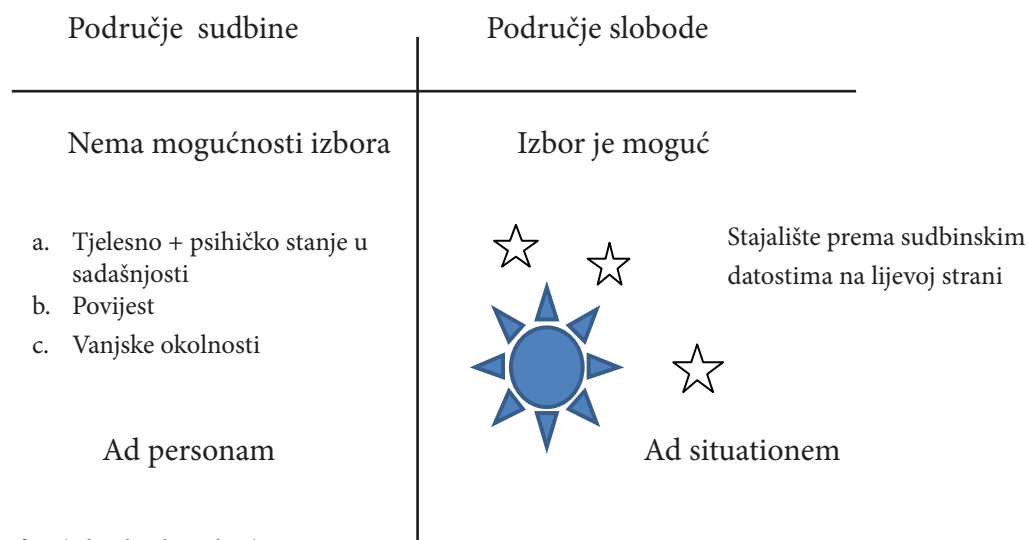 Područje sudbine
Područje slobode
Nema mogućnosti izbora
Izbor je moguć
a. Tjelesno + psihičko stanje u
sadašnjosti
b. Povijest
c. Vanjske okolnosti
Stajalište prema sudbinskim
datostima na lijevoj strani
Ad personam
Ad situationem